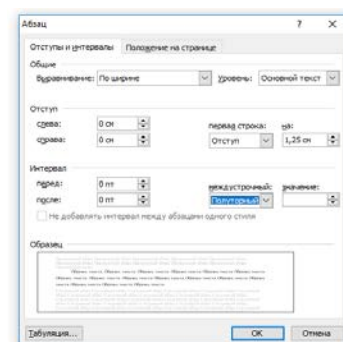 Абзац ? ×
Отступы и интервалы Положение на странице
Общие
Выравнивание: По ширине Уровень: Основной текст
Отступ
слева: 0 см первая строка: на:
справа: 0 см Отступ 1,25 см
Интервал
перед: 0 пт междустрочный: значение:
после: 0 пт Полуторный
Не добавлять интервал между абзацами одного стиля
Образец
Табуляция... ОК Отмена